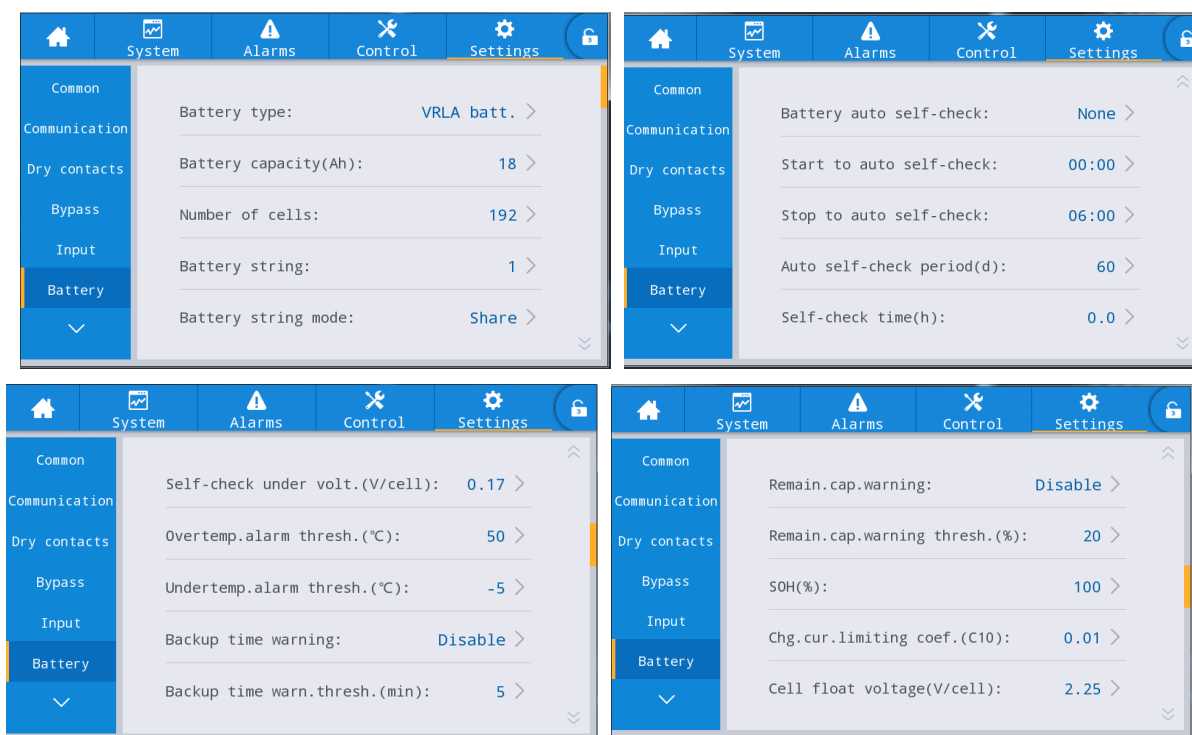 System Alarms Control Settings
Common
Communication
Dry contacts
Bypass
Input
Battery
Battery type: VRLA batt.
Battery capacity(Ah): 18
Number of cells: 192
Battery string: 1
Battery string mode: Share
System Alarms Control Settings
Common
Communication
Dry contacts
Bypass
Input
Battery
Battery auto self-check: None
Start to auto self-check: 00:00
Stop to auto self-check: 06:00
Auto self-check period(d): 60
Self-check time(h): 0.0
System Alarms Control Settings
Common
Communication
Dry contacts
Bypass
Input
Battery
Self-check under volt.(V/cell): 0.17
Overtemp.alarm thresh.(℃): 50
Undertemp.alarm thresh.(℃): -5
Backup time warning: Disable
Backup time warn.thresh.(min): 5
System Alarms Control Settings
Common
Communication
Dry contacts
Bypass
Input
Battery
Remain.cap.warning: Disable
Remain.cap.warning thresh.(%): 20
SOH(%): 100
Chg.cur.limiting coef.(C10): 0.01
Cell float voltage(V/cell): 2.25